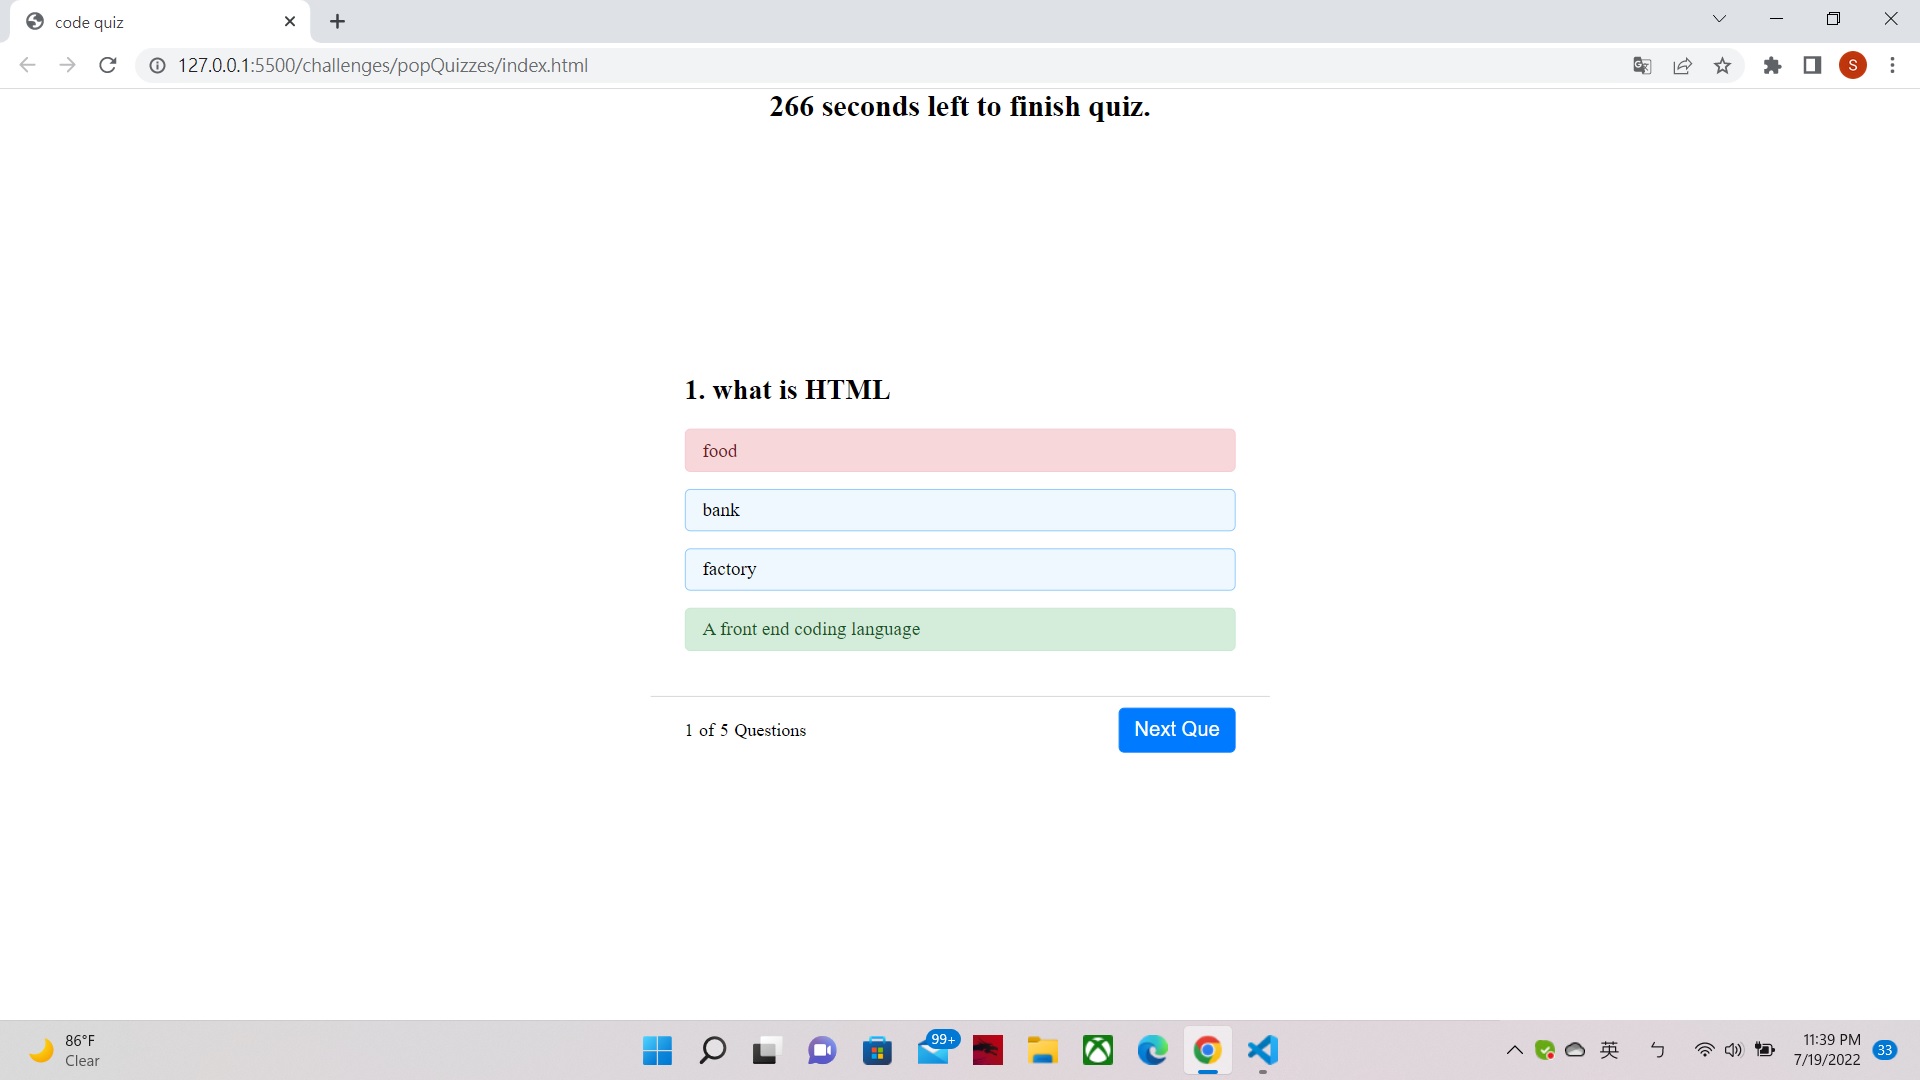 code quiz
127.0.0.1:5500/challenges/popQuizzes/index.html
S
266 seconds left to finish quiz.
1. what is HTML
food
bank
factory
A front end coding language
1 of 5 Questions
Next Que
86°F
Clear
99+
英
ㄣ
11:39 PM
7/19/2022
33